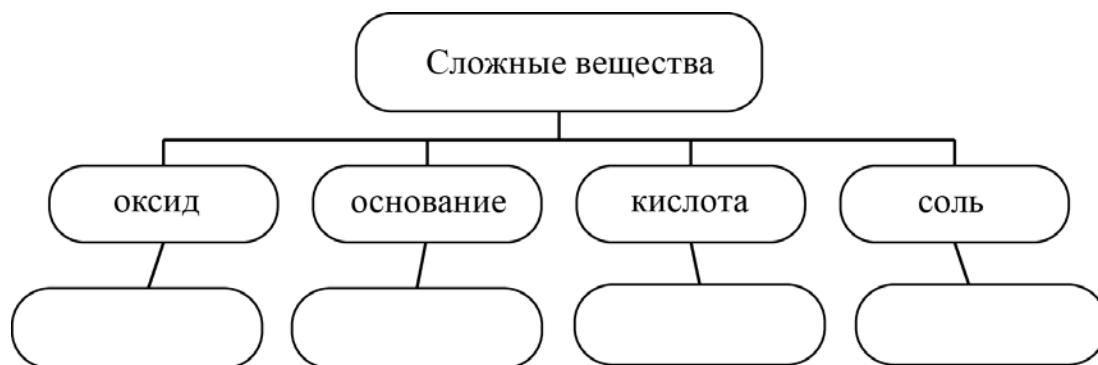 Сложные вещества
оксид
основание
кислота
соль